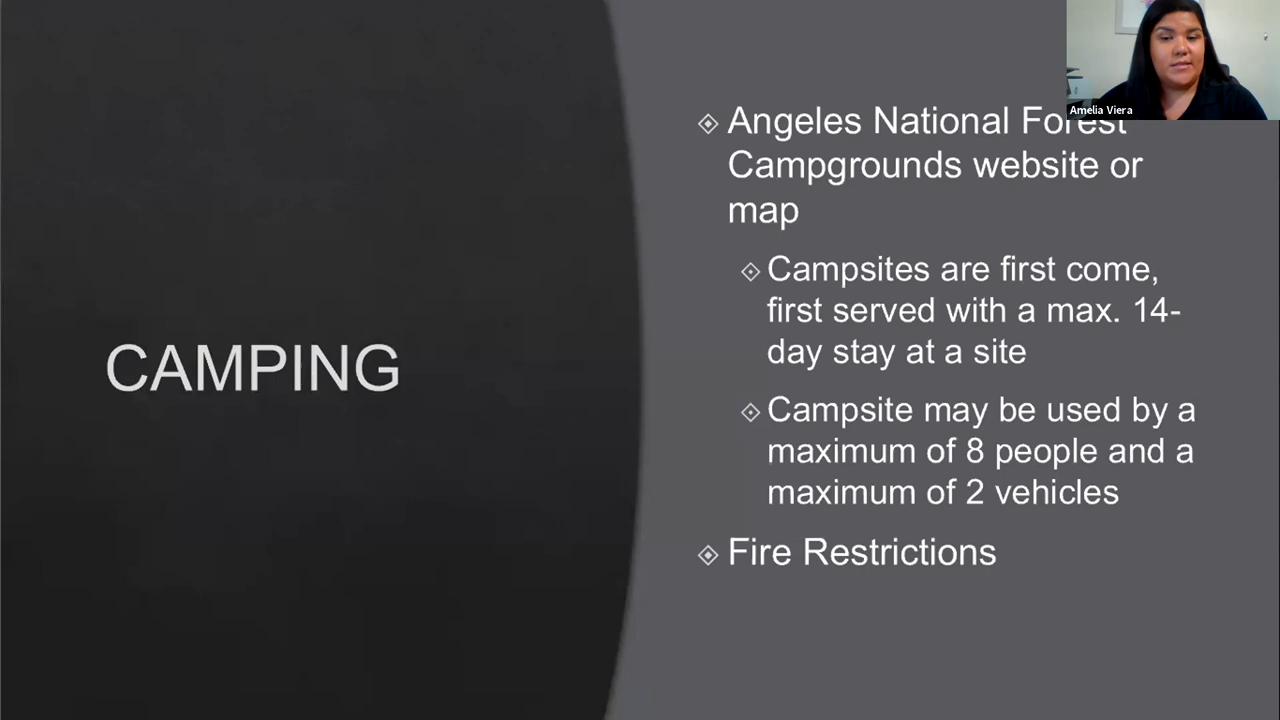 CAMPING
Angeles National Forest
Campgrounds website or
map
Campsites are first come,
first served with a max. 14-
day stay at a site
Campsite may be used by a
maximum of 8 people and a
maximum of 2 vehicles
Fire Restrictions
Amelia Viera